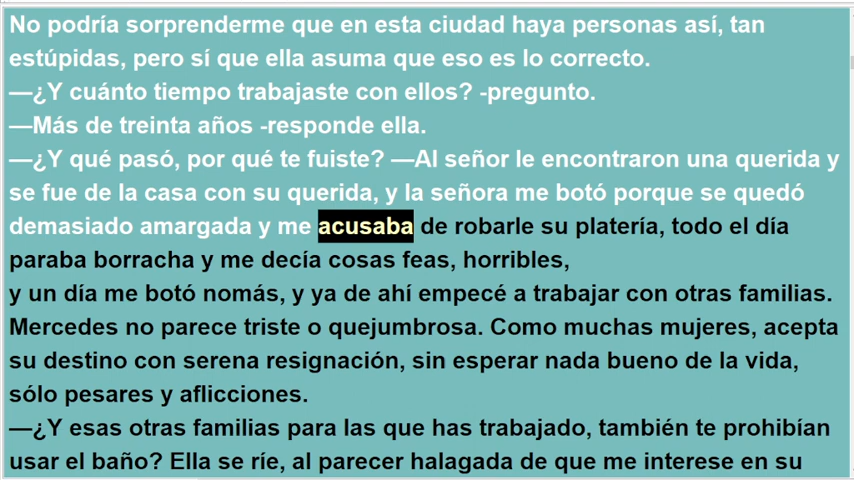 No podría sorprenderme que en esta ciudad haya personas así, tan
estúpidas, pero sí que ella asuma que eso es lo correcto.
—¿Y cuánto tiempo trabajaste con ellos? -pregunto.
—Más de treinta años -responde ella.
—¿Y qué pasó, por qué te fuiste? —Al señor le encontraron una querida y
se fue de la casa con su querida, y la señora me botó porque se quedó
demasiado amargada y me acusaba de robarle su platería, todo el día
paraba borracha y me decía cosas feas, horribles,
y un día me botó nomás, y ya de ahí empecé a trabajar con otras familias.
Mercedes no parece triste o quejumbrosa. Como muchas mujeres, acepta
su destino con serena resignación, sin esperar nada bueno de la vida,
sólo pesares y aflicciones.
—¿Y esas otras familias para las que has trabajado, también te prohibían
usar el baño? Ella se ríe, al parecer halagada de que me interese en su